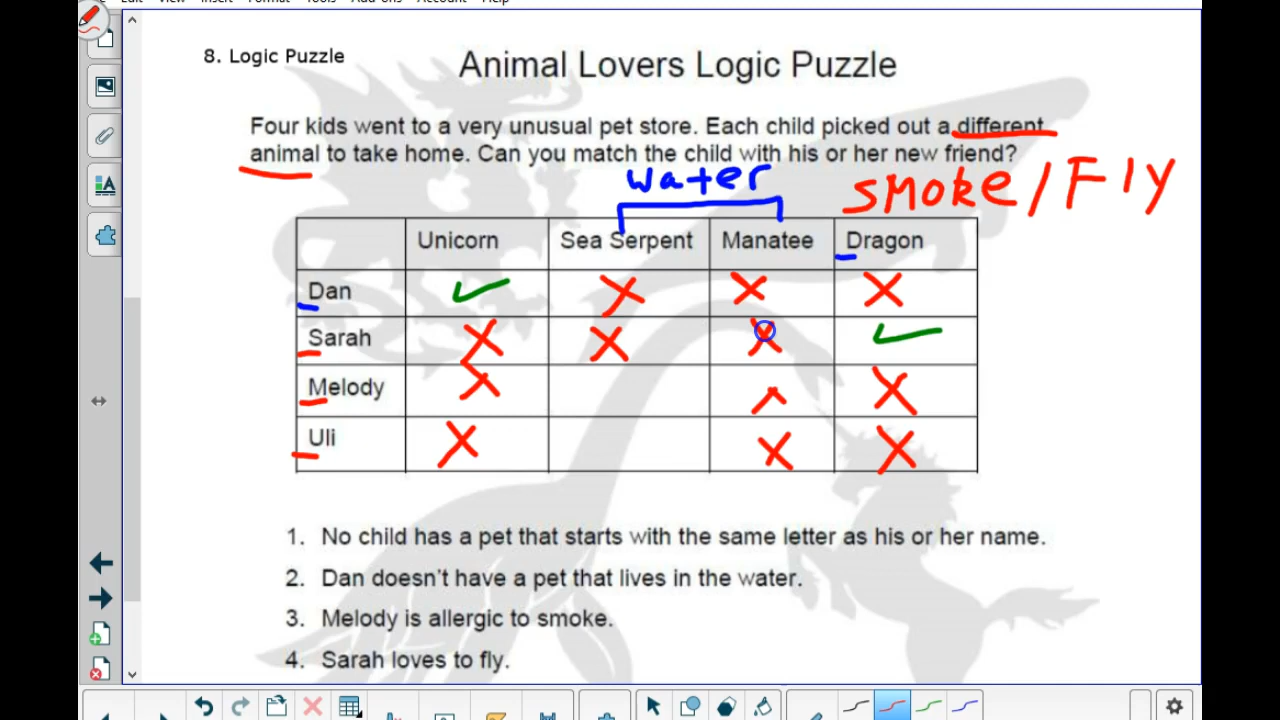 8. Logic Puzzle
Animal Lovers Logic Puzzle
Four kids went to a very unusual pet store. Each child picked out a different
animal to take home. Can you match the child with his or her new friend?
water
SMOKE/FLY
Unicorn Sea Serpent Manatee Dragon
Dan
Sarah
Melody
Uli
1. No child has a pet that starts with the same letter as his or her name.
2. Dan doesn't have a pet that lives in the water.
3. Melody is allergic to smoke.
4. Sarah loves to fly.